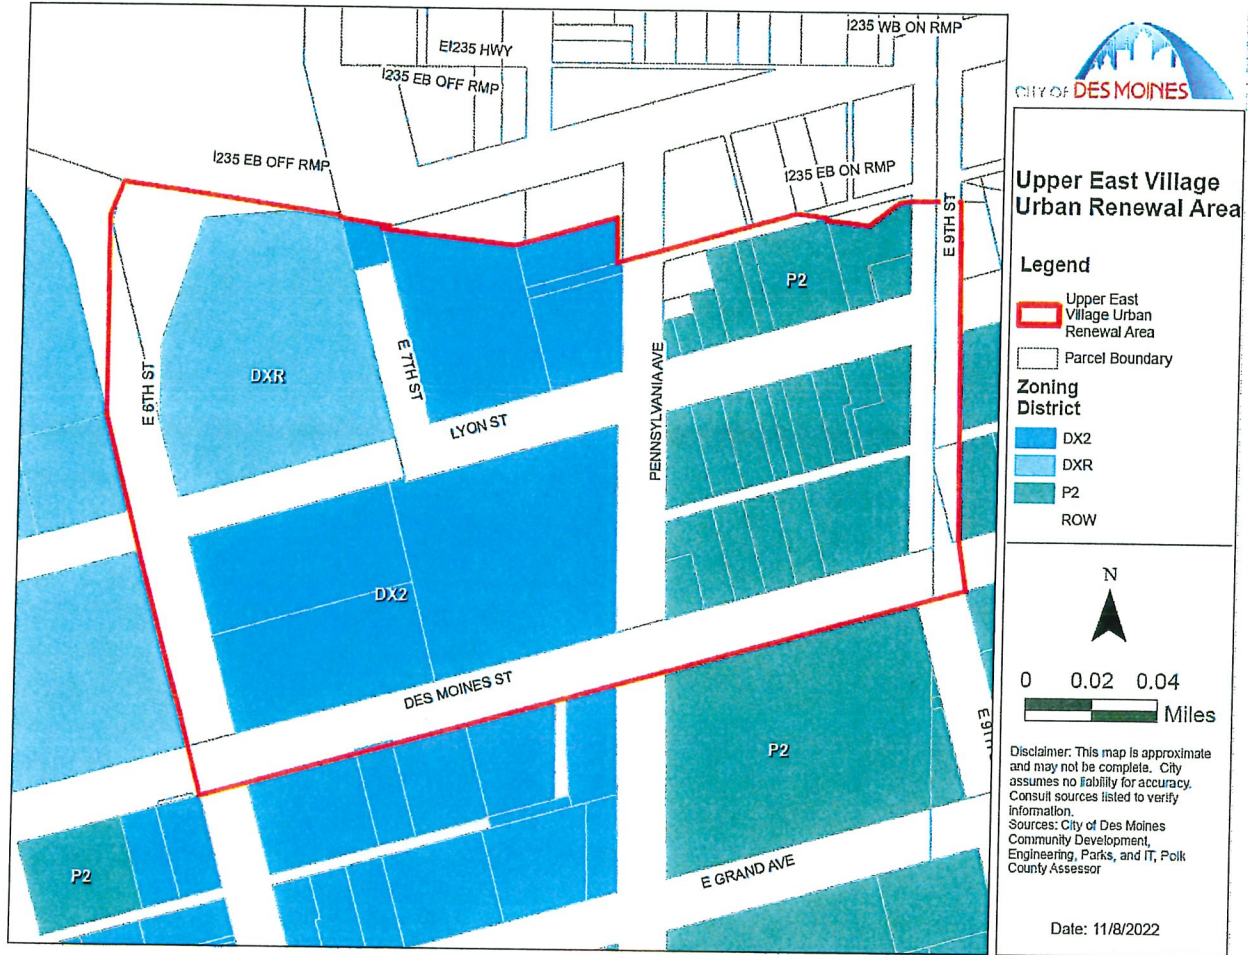 EI235 HWY
I235 WB ON RMP
I235 EB OFF RMP
I235 EB OFF RMP
I235 EB ON RMP
E 9TH ST
P2
E 6TH ST
DXR
E 7TH ST
LYON ST
PENNSYLVANIA AVE
DX2
DES MOINES ST
P2
E 9TH
P2
E GRAND AVE
CITY OF DES MOINES
Upper East Village
Urban Renewal Area
Legend
Upper East
Village Urban
Renewal Area
Parcel Boundary
Zoning
District
DX2
DXR
P2
ROW
N
0 0.02 0.04
Miles
Disclaimer: This map is approximate
and may not be complete. City
assumes no liability for accuracy.
Consult sources listed to verify
information.
Sources: City of Des Moines
Community Development,
Engineering, Parks, and IT, Polk
County Assessor
Date: 11/8/2022